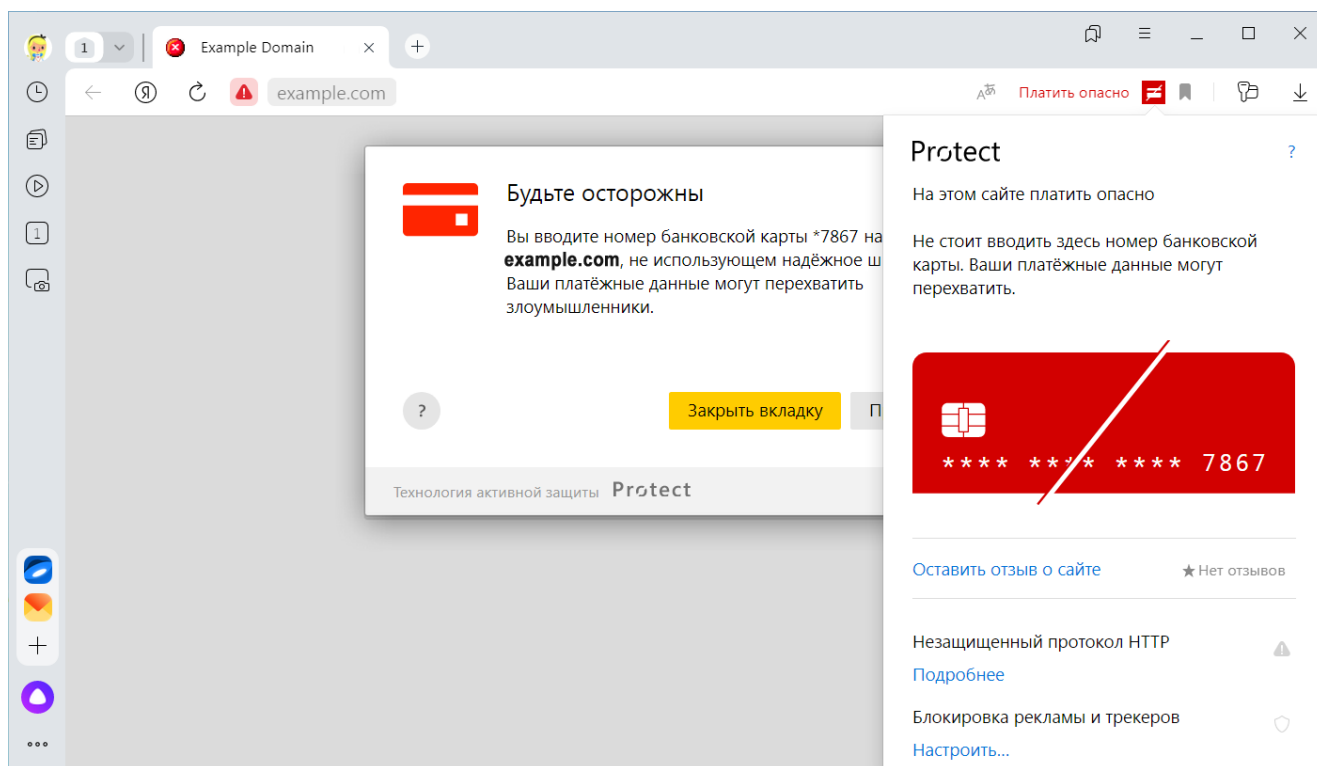 1
Example Domain
Я
example.com
Aあ Платить опасно
1
Будьте осторожны
Вы вводите номер банковской карты *7867 на
example.com, не использующем надёжное ш
Ваши платёжные данные могут перехватить
злоумышленники.
?
Закрыть вкладку
П
Технология активной защиты Protect
Protect
?
На этом сайте платить опасно
Не стоит вводить здесь номер банковской
карты. Ваши платёжные данные могут
перехватить.
**** **** **** 7867
Оставить отзыв о сайте
Нет отзывов
Незащищенный протокол HTTP
Подробнее
Блокировка рекламы и трекеров
Настроить...